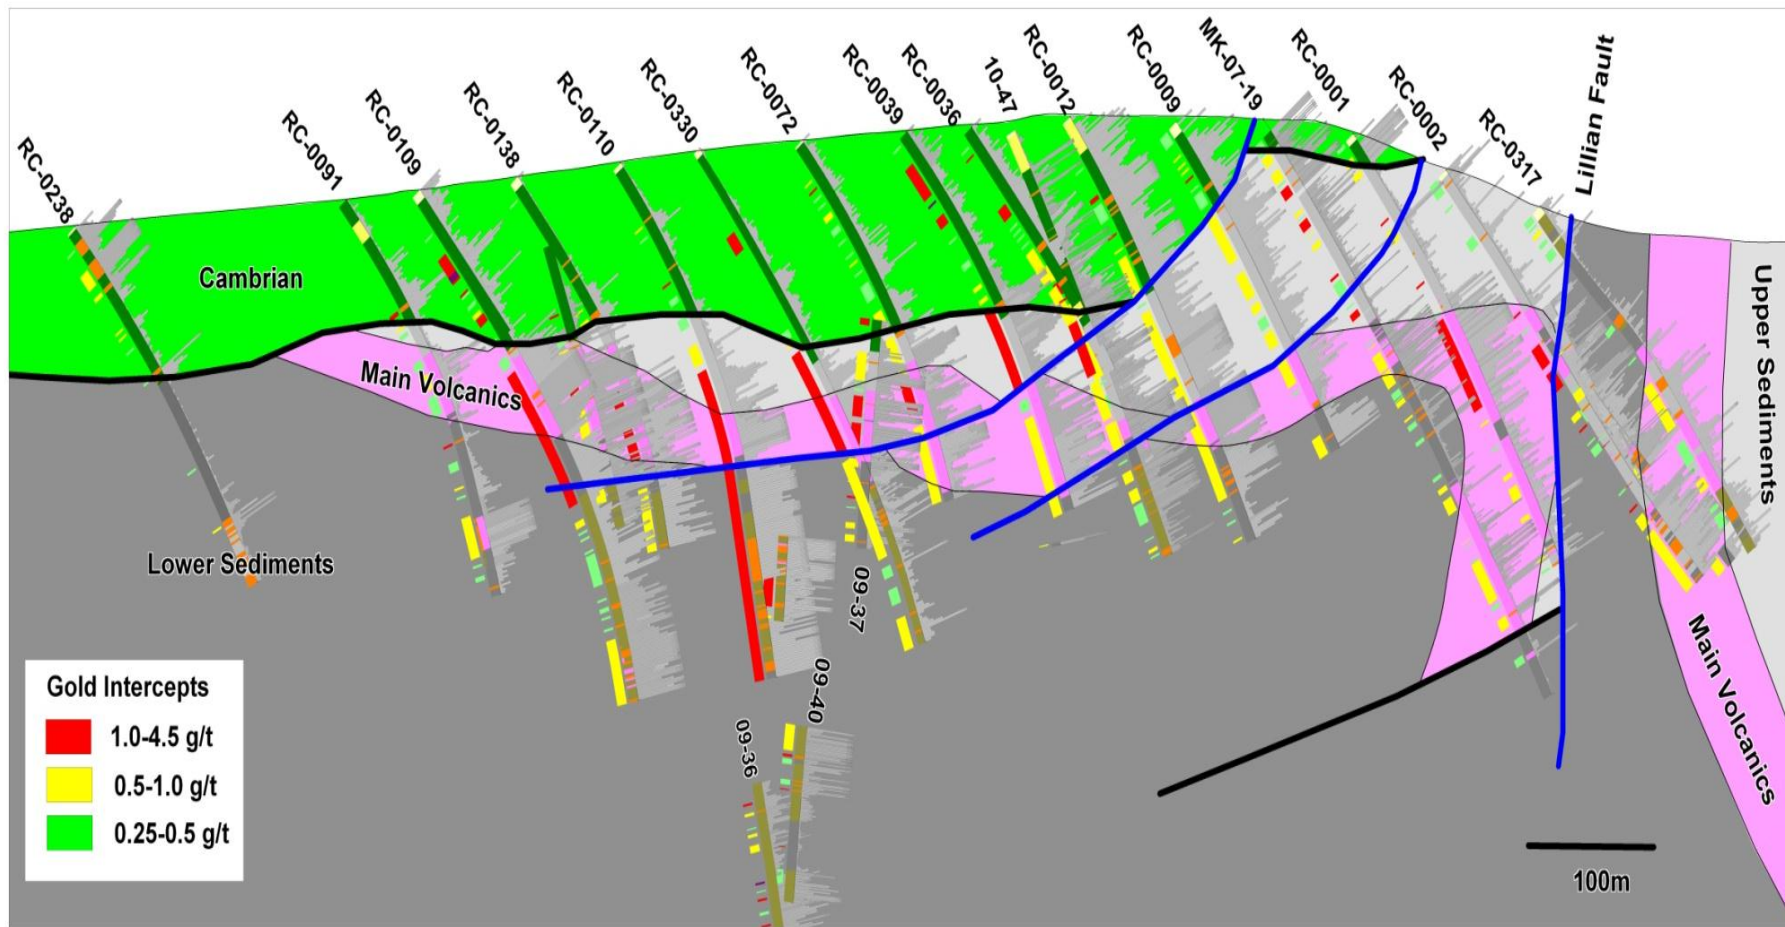 RC-0238
RC-0091
RC-0109
RC-0138
RC-0110
RC-0330
RC-0072
RC-0039
RC-0036
10-47
RC-0012
RC-0009
MK-07-19
RC-0001
RC-0002
RC-0317
Lillian Fault
Cambrian
Main Volcanics
Upper Sediments
Lower Sediments
09-37
09-40
09-36
Main Volcanics
Gold Intercepts
1.0-4.5 g/t
0.5-1.0 g/t
0.25-0.5 g/t
100m